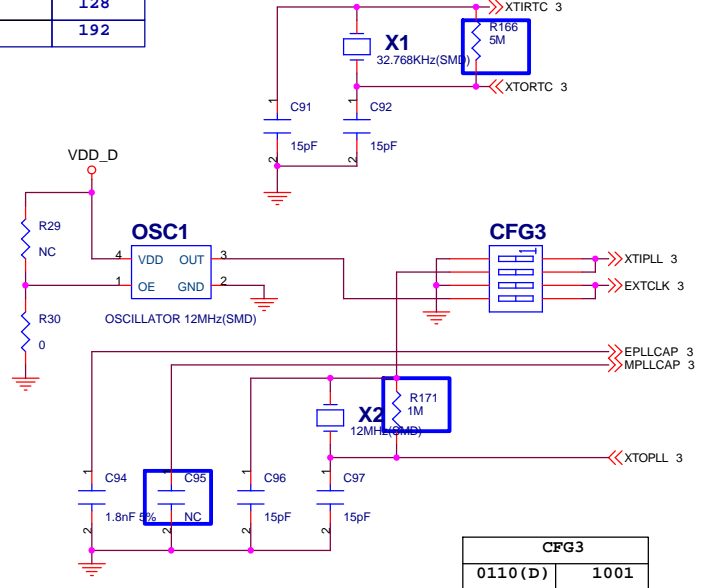 128
192
XTIRTC 3
R166
5M
X1
32.768KHz(SMD)
XTORTC 3
1
C91
15pF
2
1
C92
15pF
2
VDD_D
R29
NC
R30
0
OSC1
4 VDD OUT 3
1 OE GND 2
OSCILLATOR 12MHz(SMD)
CFG3
1
XTIPLL 3
EXTCLK 3
EPLLCAP 3
MPLLCAP 3
R171
1M
X2
12MHz(SMD)
XTOPLL 3
1
C94
1.8nF 5%
2
1
C95
NC
2
1
C96
15pF
2
1
C97
15pF
2
CFG3
0110(D) 1001